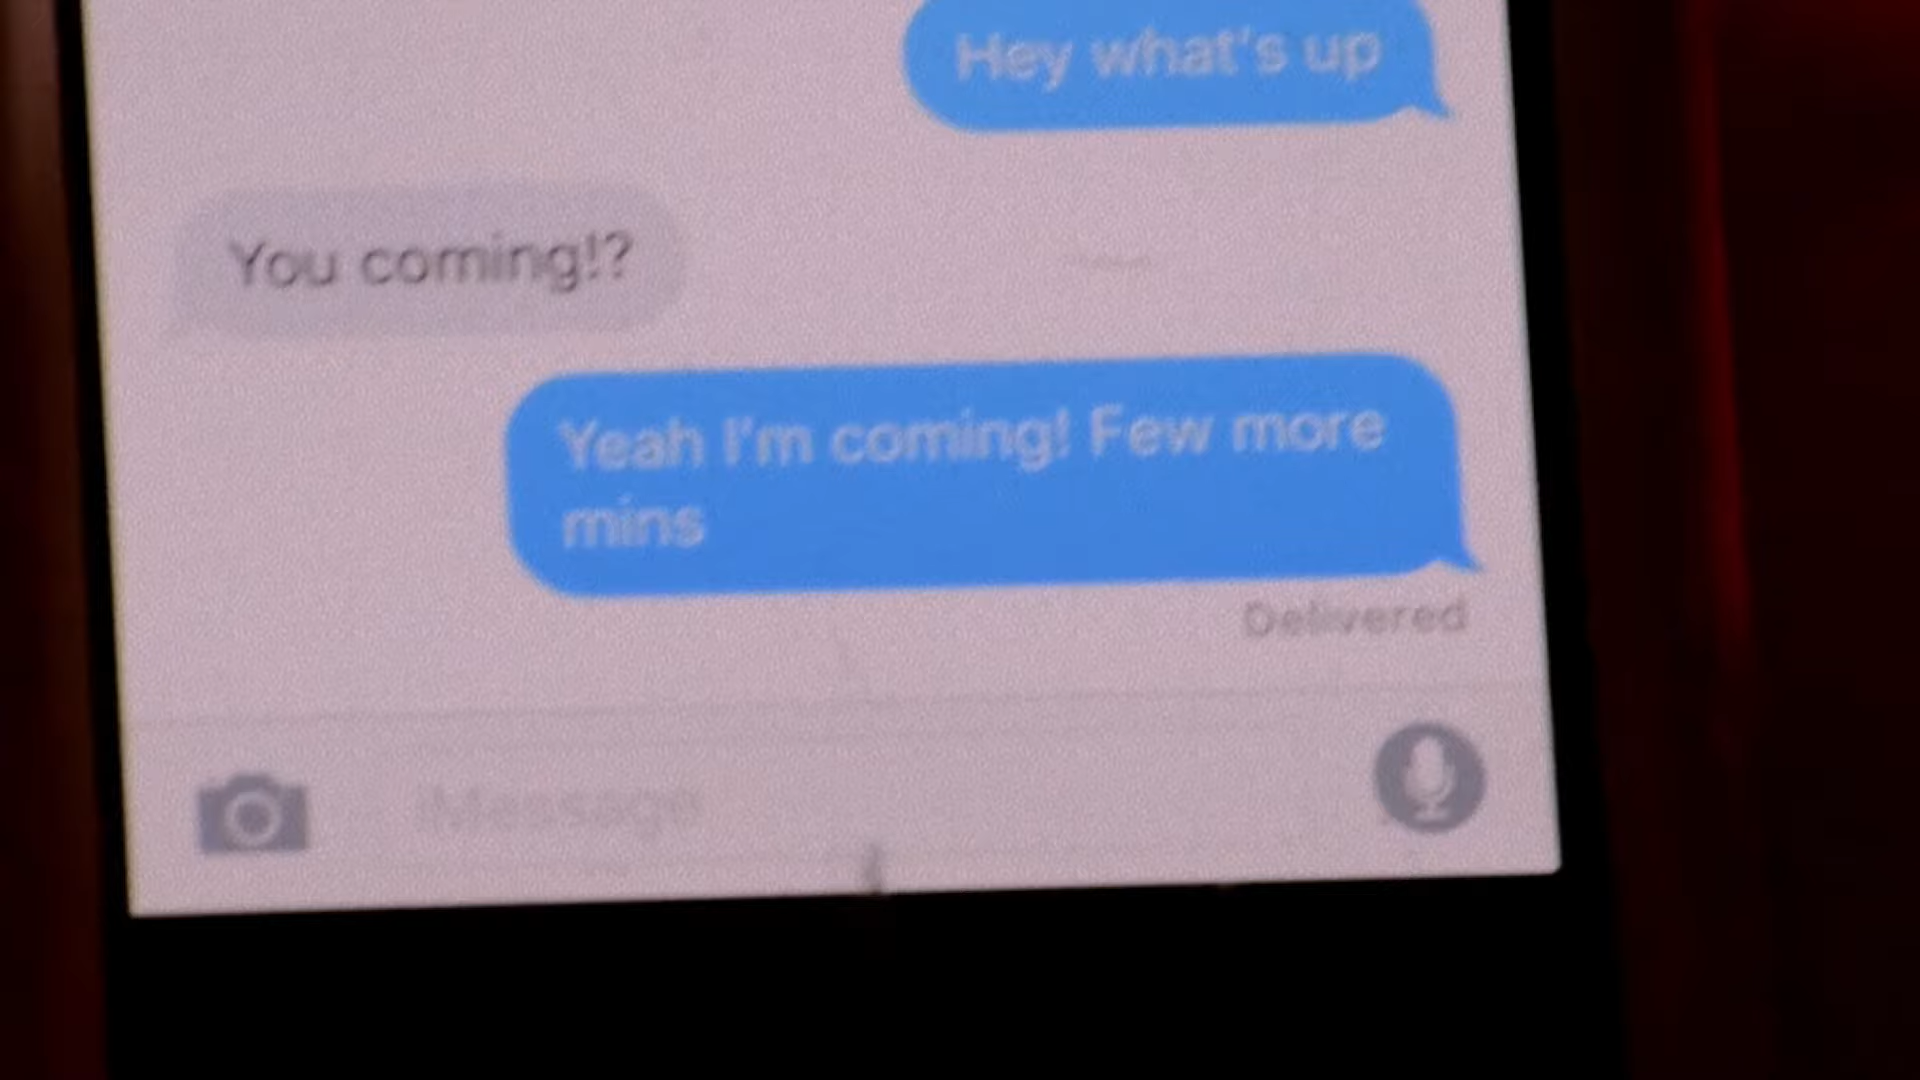 Hey what's up
You coming!?
Yeah I'm coming! Few more
mins
Delivered
iMessage